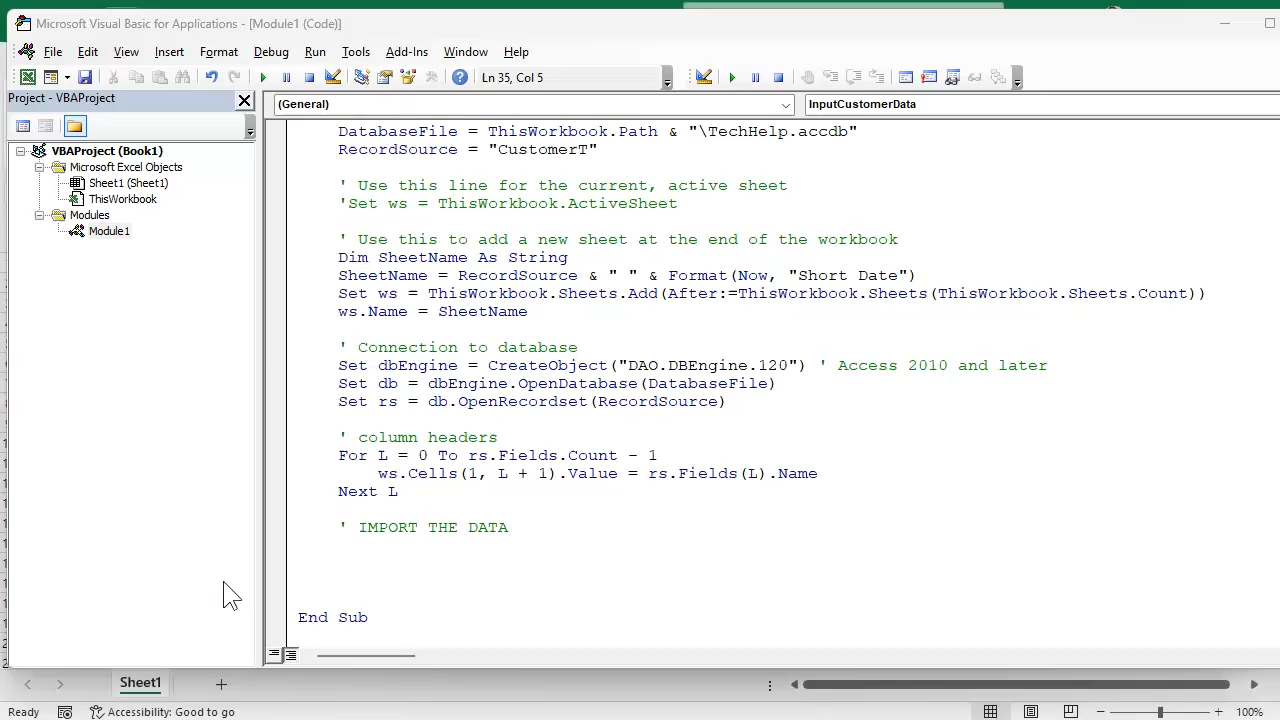 Microsoft Visual Basic for Applications - [Module1 (Code)]
File Edit View Insert Format Debug Run Tools Add-Ins Window Help
Ln 35, Col 5
Project - VBAProject
(General)
InputCustomerData
VBAProject (Book1)
Microsoft Excel Objects
Sheet1 (Sheet1)
ThisWorkbook
Modules
Module1
DatabaseFile = ThisWorkbook.Path & "\TechHelp.accdb"
RecordSource = "CustomerT"
' Use this line for the current, active sheet
'Set ws = ThisWorkbook.ActiveSheet
' Use this to add a new sheet at the end of the workbook
Dim SheetName As String
SheetName = RecordSource & " " & Format(Now, "Short Date")
Set ws = ThisWorkbook.Sheets.Add(After:=ThisWorkbook.Sheets(ThisWorkbook.Sheets.Count))
ws.Name = SheetName
' Connection to database
Set dbEngine = CreateObject("DAO.DBEngine.120") ' Access 2010 and later
Set db = dbEngine.OpenDatabase(DatabaseFile)
Set rs = db.OpenRecordset(RecordSource)
' column headers
For L = 0 To rs.Fields.Count - 1
ws.Cells(1, L + 1).Value = rs.Fields(L).Name
Next L
' IMPORT THE DATA
End Sub
Sheet1
Ready
Accessibility: Good to go
100%